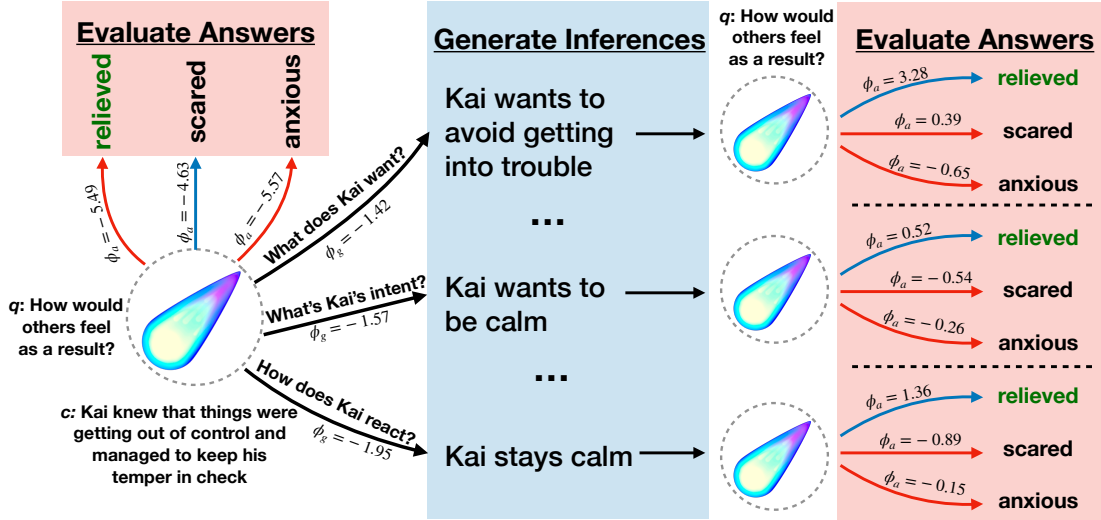 Evaluate Answers
relieved
scared
anxious
ϕₐ = − 5.49
ϕₐ = − 4.63
ϕₐ = − 5.57
q: How would
others feel
as a result?
c: Kai knew that things were
getting out of control and
managed to keep his
temper in check
What does Kai want?
ϕ_g = − 1.42
What's Kai's intent?
ϕ_g = − 1.57
How does Kai react?
ϕ_g = − 1.95
Generate Inferences
Kai wants to
avoid getting
into trouble
...
Kai wants to
be calm
...
Kai stays calm
q: How would
others feel
as a result?
Evaluate Answers
ϕₐ = 3.28
relieved
ϕₐ = 0.39
scared
ϕₐ = − 0.65
anxious
ϕₐ = 0.52
relieved
ϕₐ = − 0.54
scared
ϕₐ = − 0.26
anxious
ϕₐ = 1.36
relieved
ϕₐ = − 0.89
scared
ϕₐ = − 0.15
anxious